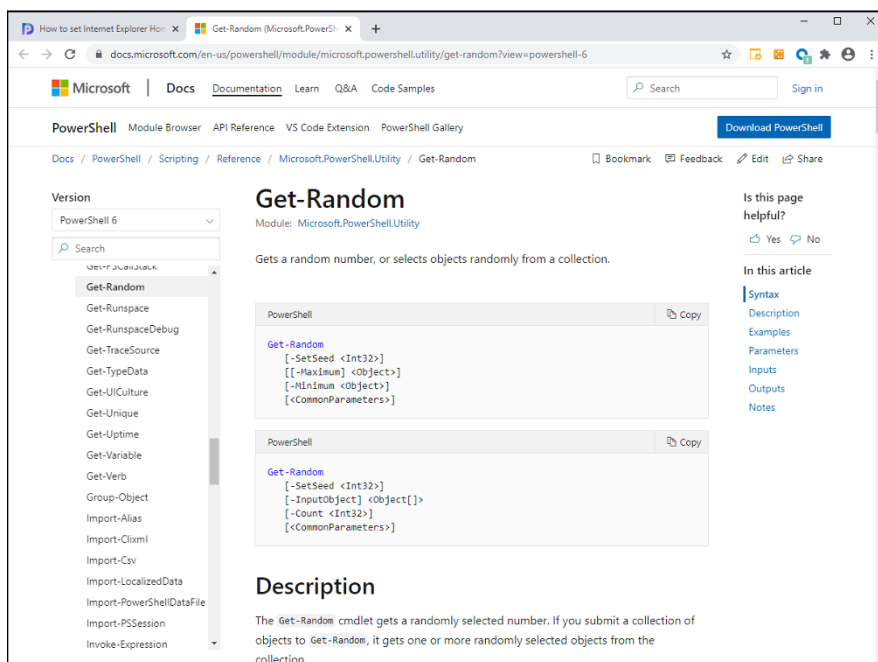 How to set Internet Explorer Hom
Get-Random (Microsoft.PowerSh
docs.microsoft.com/en-us/powershell/module/microsoft.powershell.utility/get-random?view=powershell-6
Microsoft Docs Documentation Learn Q&A Code Samples Search Sign in
PowerShell Module Browser API Reference VS Code Extension PowerShell Gallery Download PowerShell
Docs / PowerShell / Scripting / Reference / Microsoft.PowerShell.Utility / Get-Random Bookmark Feedback Edit Share
Version
PowerShell 6
Search
Get-PSCallStack
Get-Random
Get-Runspace
Get-RunspaceDebug
Get-TraceSource
Get-TypeData
Get-UICulture
Get-Unique
Get-Uptime
Get-Variable
Get-Verb
Group-Object
Import-Alias
Import-Clixml
Import-Csv
Import-LocalizedData
Import-PowerShellDataFile
Import-PSSession
Invoke-Expression
Get-Random
Module: Microsoft.PowerShell.Utility
Gets a random number, or selects objects randomly from a collection.
PowerShell Copy
Get-Random
[-SetSeed <Int32>]
[[-Maximum] <Object>]
[-Minimum <Object>]
[<CommonParameters>]
PowerShell Copy
Get-Random
[-SetSeed <Int32>]
[-InputObject] <Object[]>
[-Count <Int32>]
[<CommonParameters>]
Description
The Get-Random cmdlet gets a randomly selected number. If you submit a collection of
objects to Get-Random, it gets one or more randomly selected objects from the
collection.
Is this page
helpful?
Yes No
In this article
Syntax
Description
Examples
Parameters
Inputs
Outputs
Notes